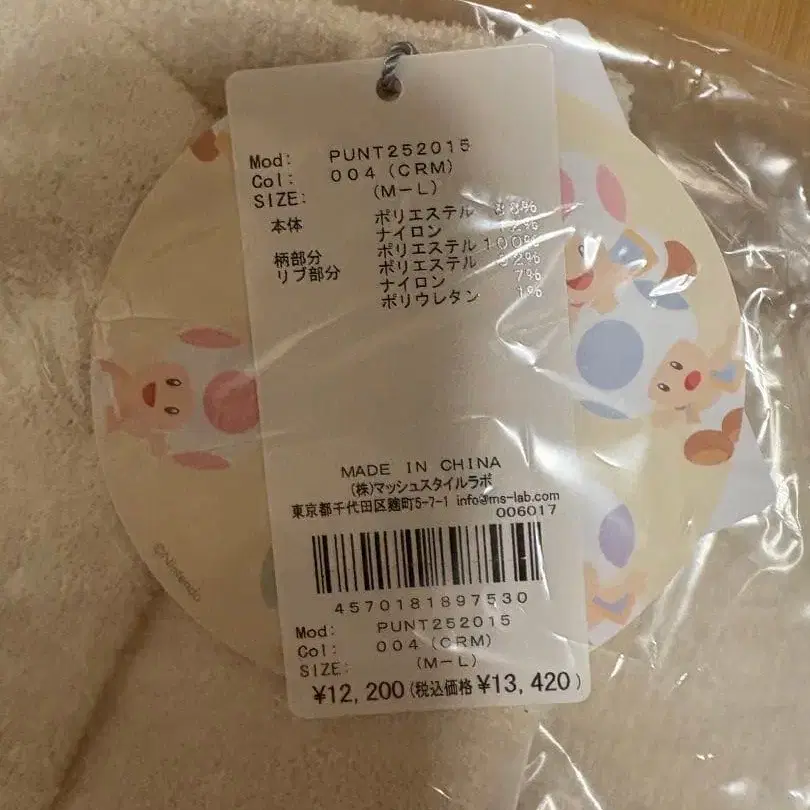 Mod: PUNT252015
Col: 004 (CRM)
SIZE: (M-L)
本体 ポリエステル 88%
ナイロン 12%
柄部分 ポリエステル 100%
リブ部分 ポリエステル 92%
ナイロン 7%
ポリウレタン 1%
MADE IN CHINA
(株)マッシュスタイルラボ
東京都千代田区麹町5-7-1 info@ms-lab.com
006017
4570181897530
Mod: PUNT252015
Col: 004 (CRM)
SIZE: (M-L)
¥12,200(税込価格 ¥13,420)
©Nintendo